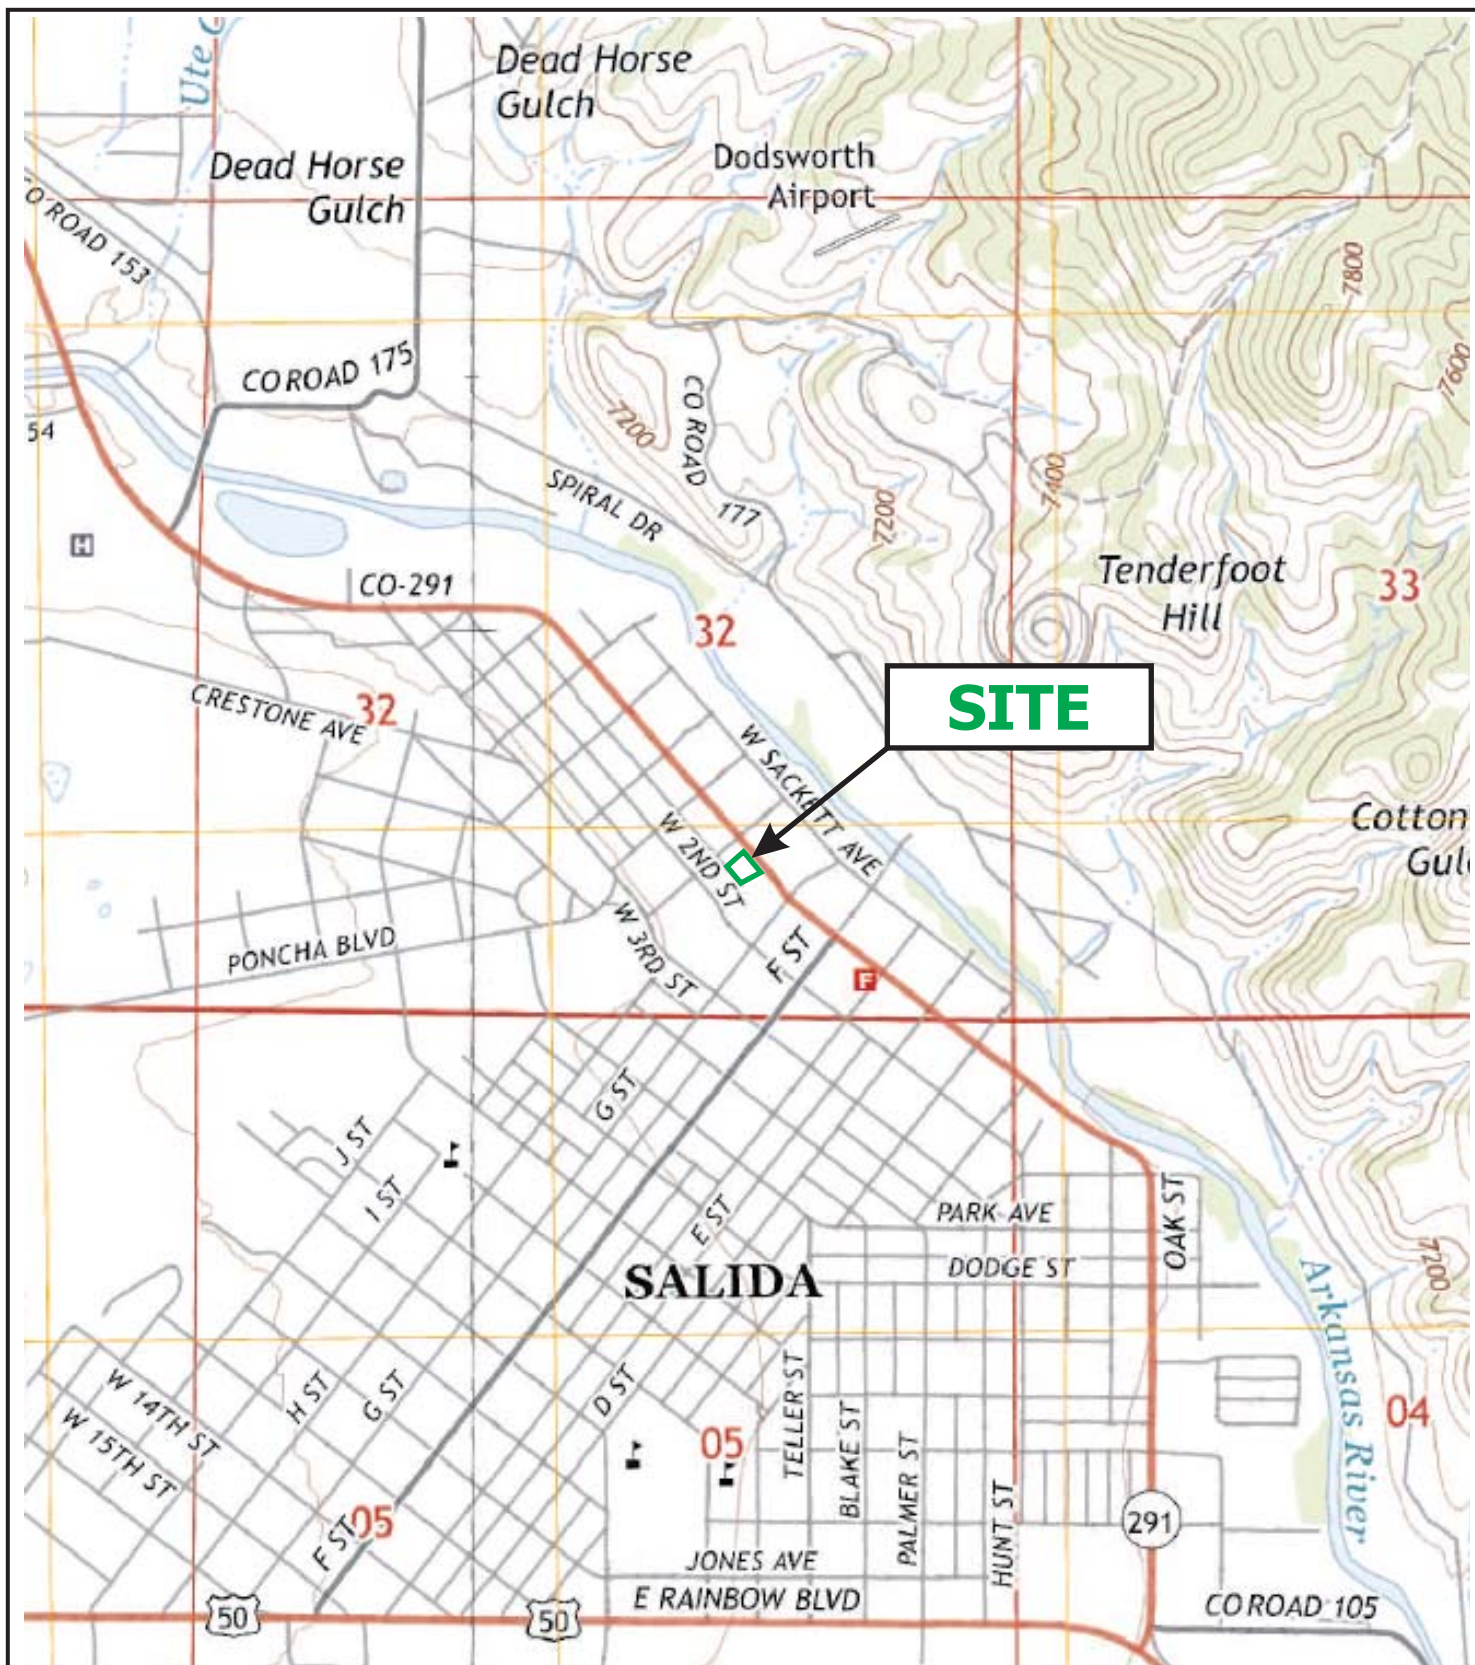 Ute C
Dead Horse
Gulch
Dead Horse
Gulch
Dodsworth
Airport
CO ROAD 153
7800
CO ROAD 175
7600
54
7200
CO ROAD
177
7400
SPIRAL DR
7200
H
CO-291
Tenderfoot
Hill
33
32
CRESTONE AVE
32
SITE
W SACKETT AVE
W 2ND ST
Cotton
Gul
W 3RD ST
PONCHA BLVD
F ST
F
G ST
J ST
I ST
E ST
PARK AVE
OAK ST
DODGE ST
7200
SALIDA
Arkansas River
W 14TH ST
W 15TH ST
H ST
G ST
D ST
TELLER ST
BLAKE ST
PALMER ST
HUNT ST
05
04
05
F ST
291
JONES AVE
E RAINBOW BLVD
50
50
CO ROAD 105